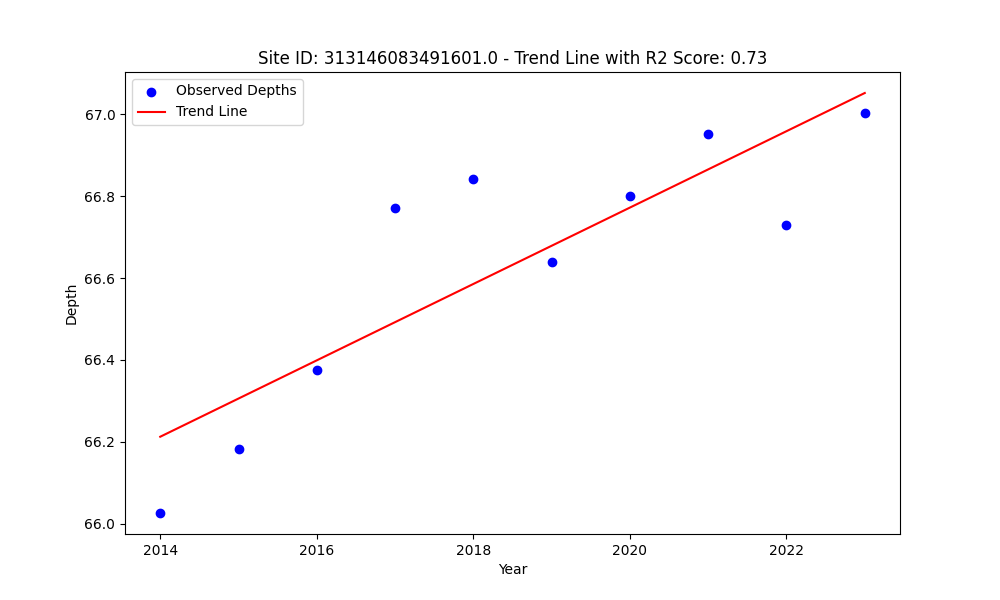 Site ID: 313146083491601.0 - Trend Line with R2 Score: 0.73
Observed Depths
Trend Line
67.0
66.8
66.6
66.4
66.2
66.0
Depth
2014
2016
2018
2020
2022
Year